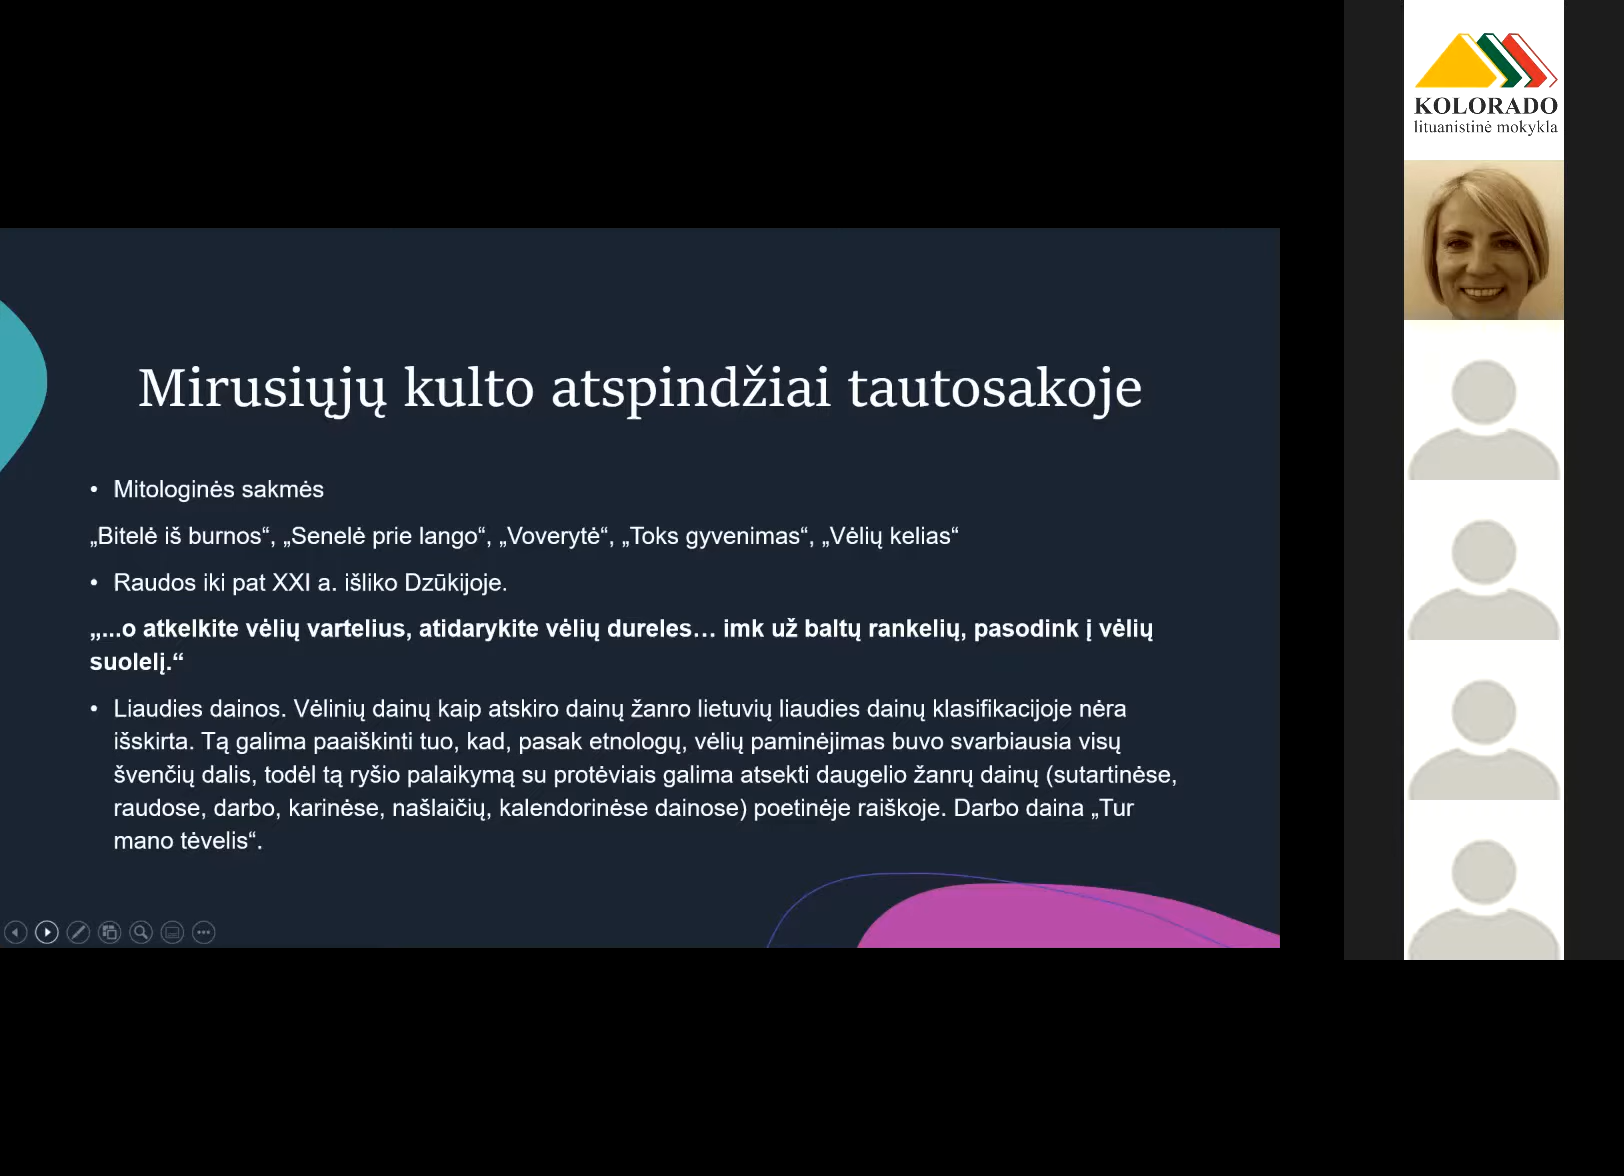 Mirusiųjų kulto atspindžiai tautosakoje
• Mitologinės sakmės
„Bitelė iš burnos“, „Senelė prie lango“, „Voverytė“, „Toks gyvenimas“, „Vėlių kelias“
• Raudos iki pat XXI a. išliko Dzūkijoje.
„...o atkelkite vėlių vartelius, atidarykite vėlių dureles… imk už baltų rankelių, pasodink į vėlių
suolelį.“
• Liaudies dainos. Vėlinių dainų kaip atskiro dainų žanro lietuvių liaudies dainų klasifikacijoje nėra
išskirta. Tą galima paaiškinti tuo, kad, pasak etnologų, vėlių paminėjimas buvo svarbiausia visų
švenčių dalis, todėl tą ryšio palaikymą su protėviais galima atsekti daugelio žanrų dainų (sutartinėse,
raudose, darbo, karinėse, našlaičių, kalendorinėse dainose) poetinėje raiškoje. Darbo daina „Tur
mano tėvelis“.
KOLORADO
lituanistinė mokykla